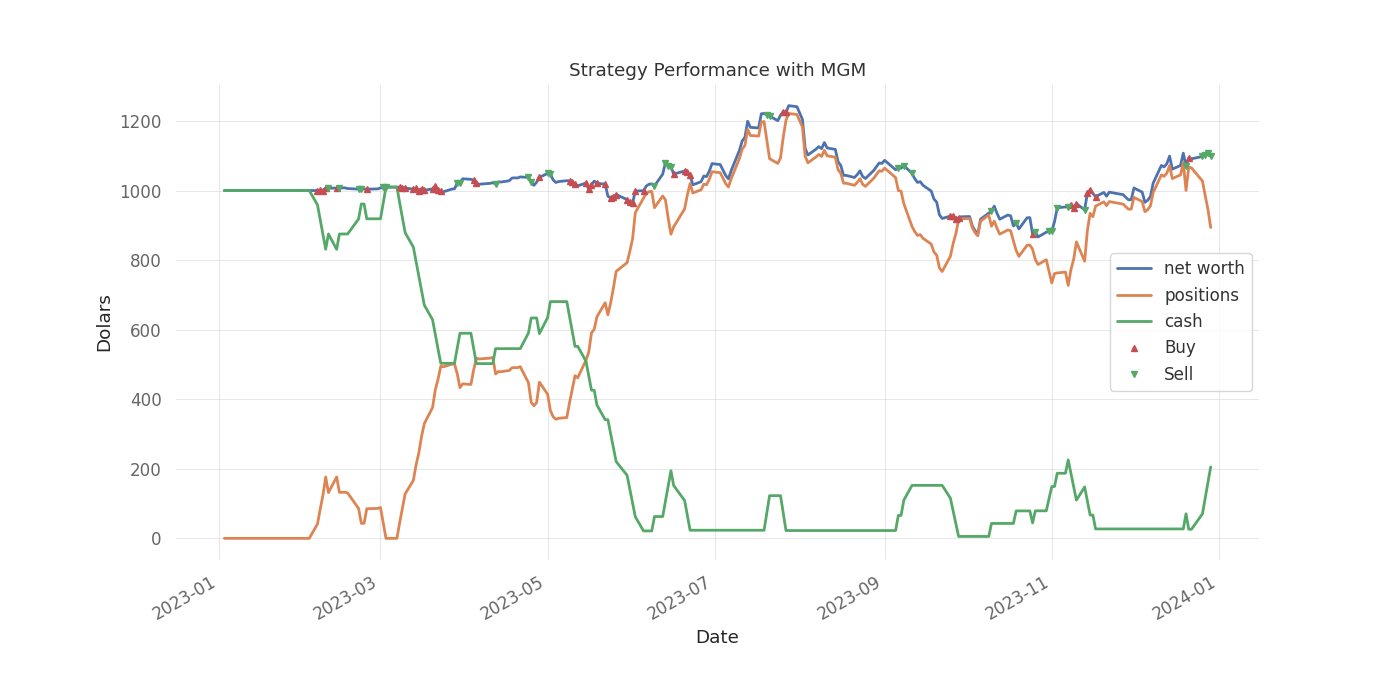 Strategy Performance with MGM
1200
1000
800
600
400
200
0
Dolars
net worth
positions
cash
Buy
Sell
2023-01
2023-03
2023-05
2023-07
2023-09
2023-11
2024-01
Date